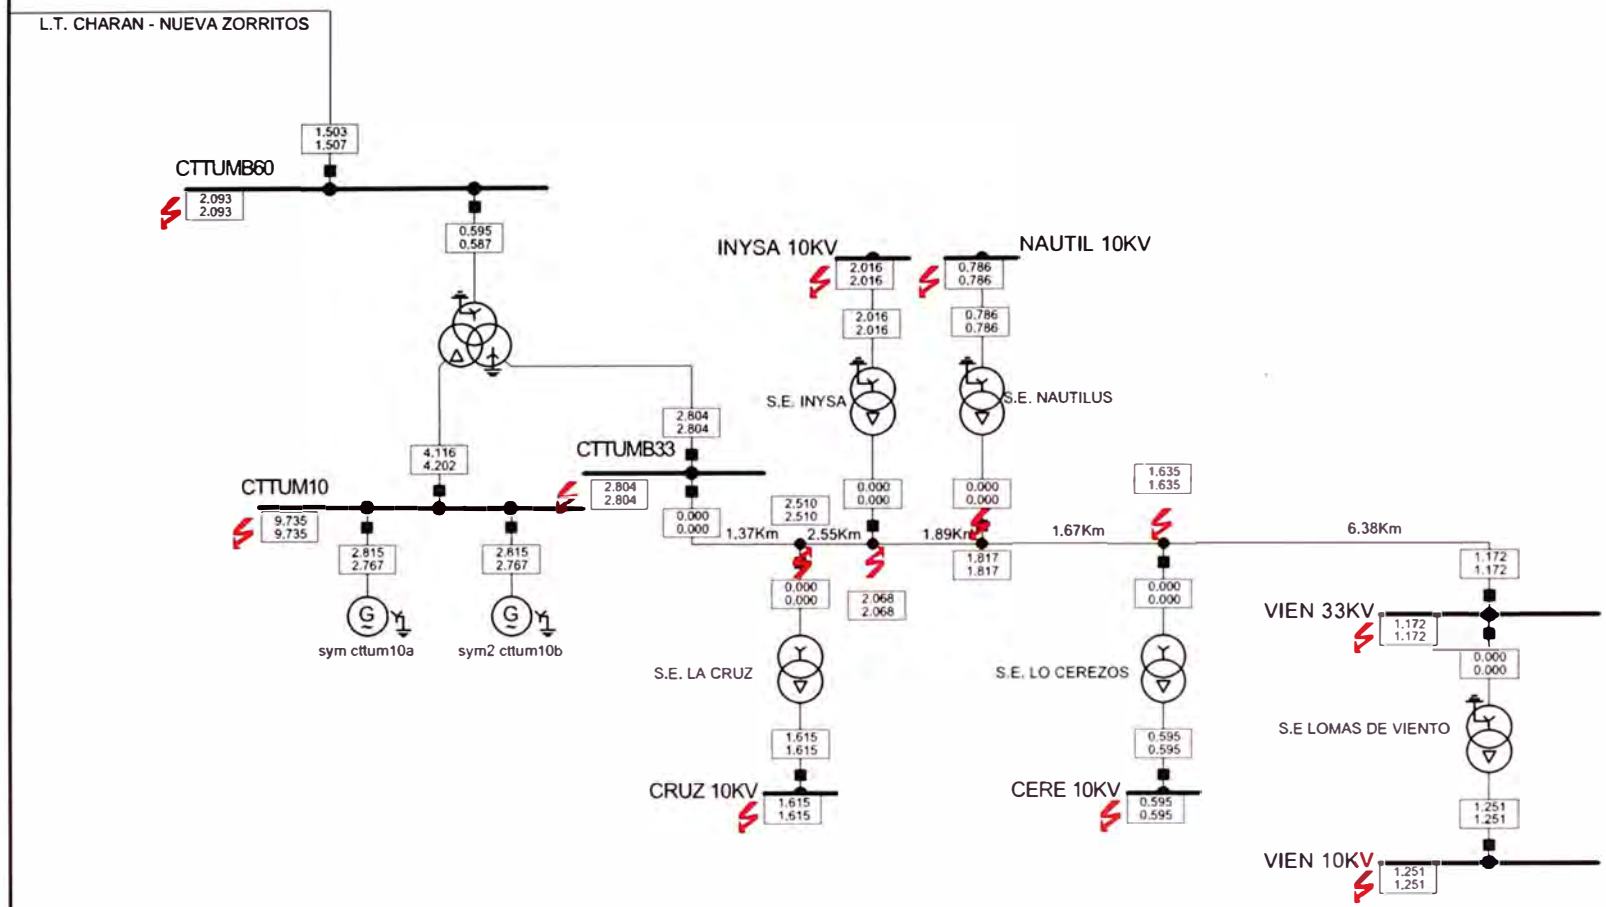 L.T. CHARAN - NUEVA ZORRITOS
1.503
1.507
CTTUMB60
2.093
2.093
0.595
0.587
INYSA 10KV
2.016
2.016
NAUTIL 10KV
0.786
0.786
2.016
2.016
0.786
0.786
S.E. INYSA
S.E. NAUTILUS
2.804
2.804
4.116
4.202
CTTUMB33
2.804
2.804
CTTUM10
9.735
9.735
0.000
0.000
2.510
2.510
0.000
0.000
0.000
0.000
1.635
1.635
1.37Km
2.55Km
1.89Km
1.67Km
6.38Km
2.815
2.767
2.815
2.767
1.817
1.817
1.172
1.172
0.000
0.000
2.068
2.068
0.000
0.000
VIEN 33KV
1.172
1.172
G
~
G
~
sym cttum10a
sym2 cttum10b
0.000
0.000
S.E. LA CRUZ
S.E. LO CEREZOS
S.E LOMAS DE VIENTO
1.615
1.615
0.595
0.595
CRUZ 10KV
1.615
1.615
CERE 10KV
0.595
0.595
1.251
1.251
VIEN 10KV
1.251
1,251